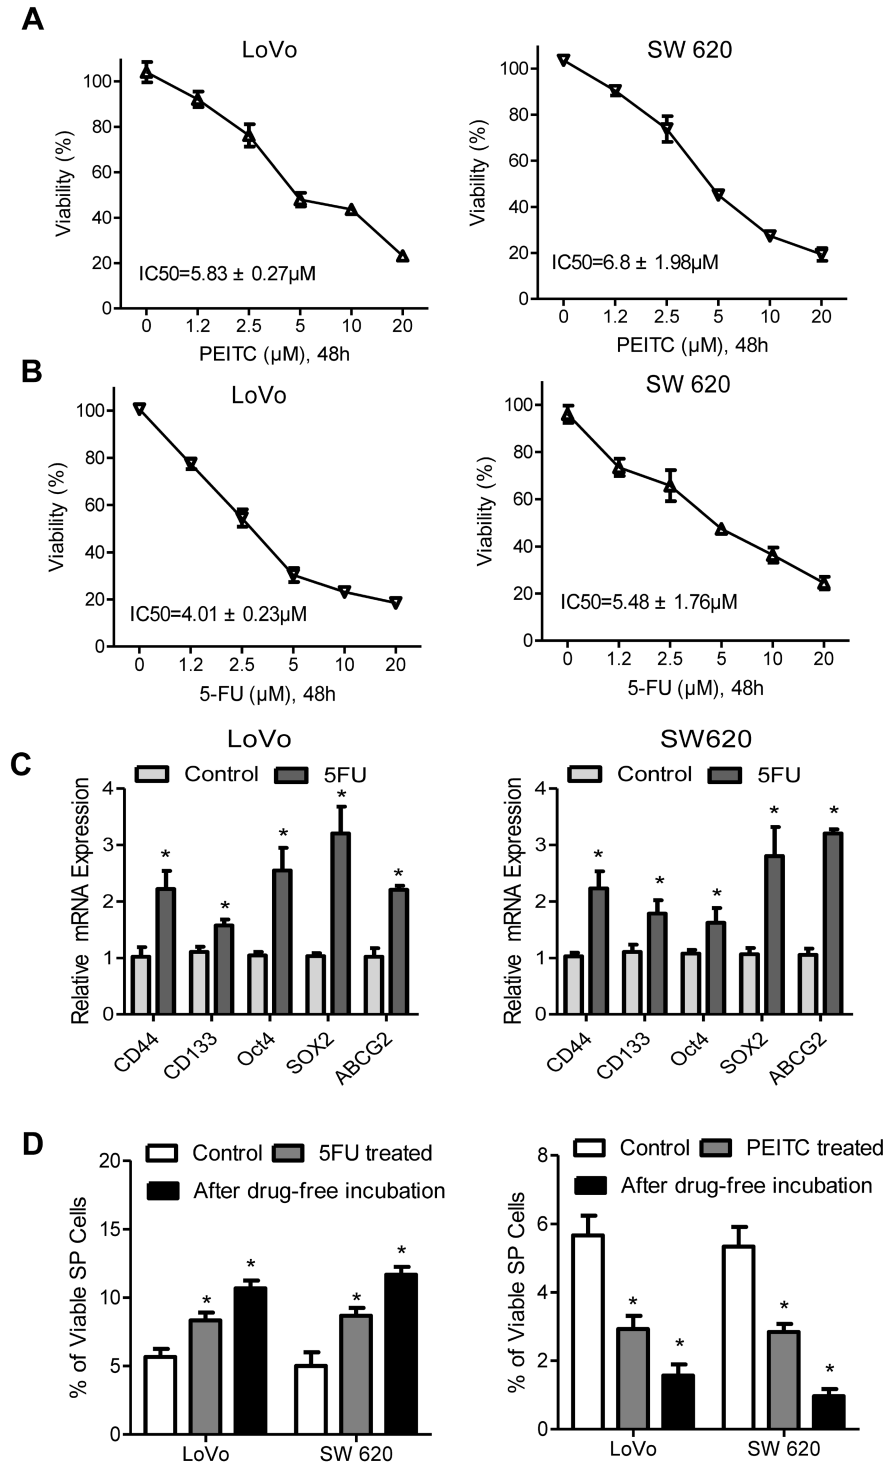 A
LoVo
Viability (%)
100
80
60
40
20
0
IC50=5.83 ± 0.27µM
0 1.2 2.5 5 10 20
PEITC (µM), 48h
SW 620
Viability (%)
100
80
60
40
20
0
IC50=6.8 ± 1.98µM
0 1.2 2.5 5 10 20
PEITC (µM), 48h
B
LoVo
Viability (%)
100
80
60
40
20
0
IC50=4.01 ± 0.23µM
0 1.2 2.5 5 10 20
5-FU (µM), 48h
SW 620
Viability (%)
100
80
60
40
20
0
IC50=5.48 ± 1.76µM
0 1.2 2.5 5 10 20
5-FU (µM), 48h
C
LoVo
Control 5FU
Relative mRNA Expression
4
3
2
1
0
* * * * *
CD44 CD133 Oct4 SOX2 ABCG2
SW620
Control 5FU
Relative mRNA Expression
4
3
2
1
0
* * * * *
CD44 CD133 Oct4 SOX2 ABCG2
D
Control 5FU treated
After drug-free incubation
% of Viable SP Cells
20
15
10
5
0
* * * *
LoVo SW 620
Control PEITC treated
After drug-free incubation
% of Viable SP Cells
8
6
4
2
0
* * * *
LoVo SW 620